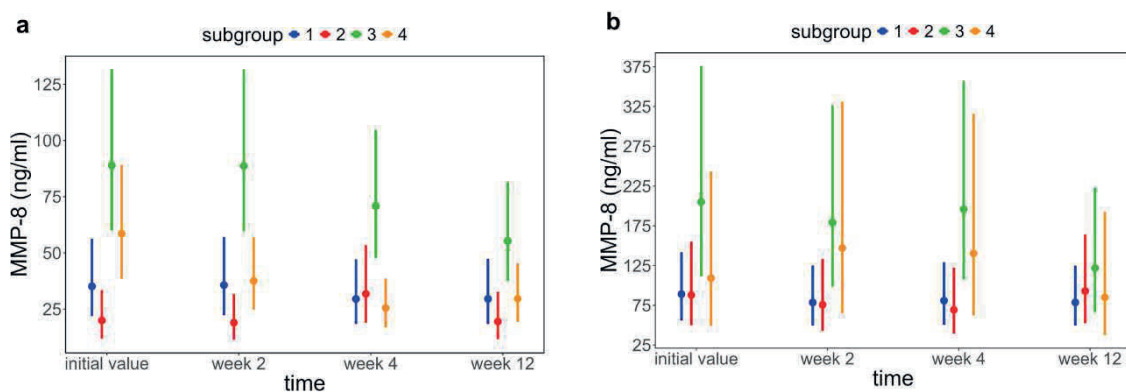 a
subgroup 1 2 3 4
MMP-8 (ng/ml)
125
100
75
50
25
initial value week 2 week 4 week 12
time
b
subgroup 1 2 3 4
MMP-8 (ng/ml)
375
325
275
225
175
125
75
25
initial value week 2 week 4 week 12
time